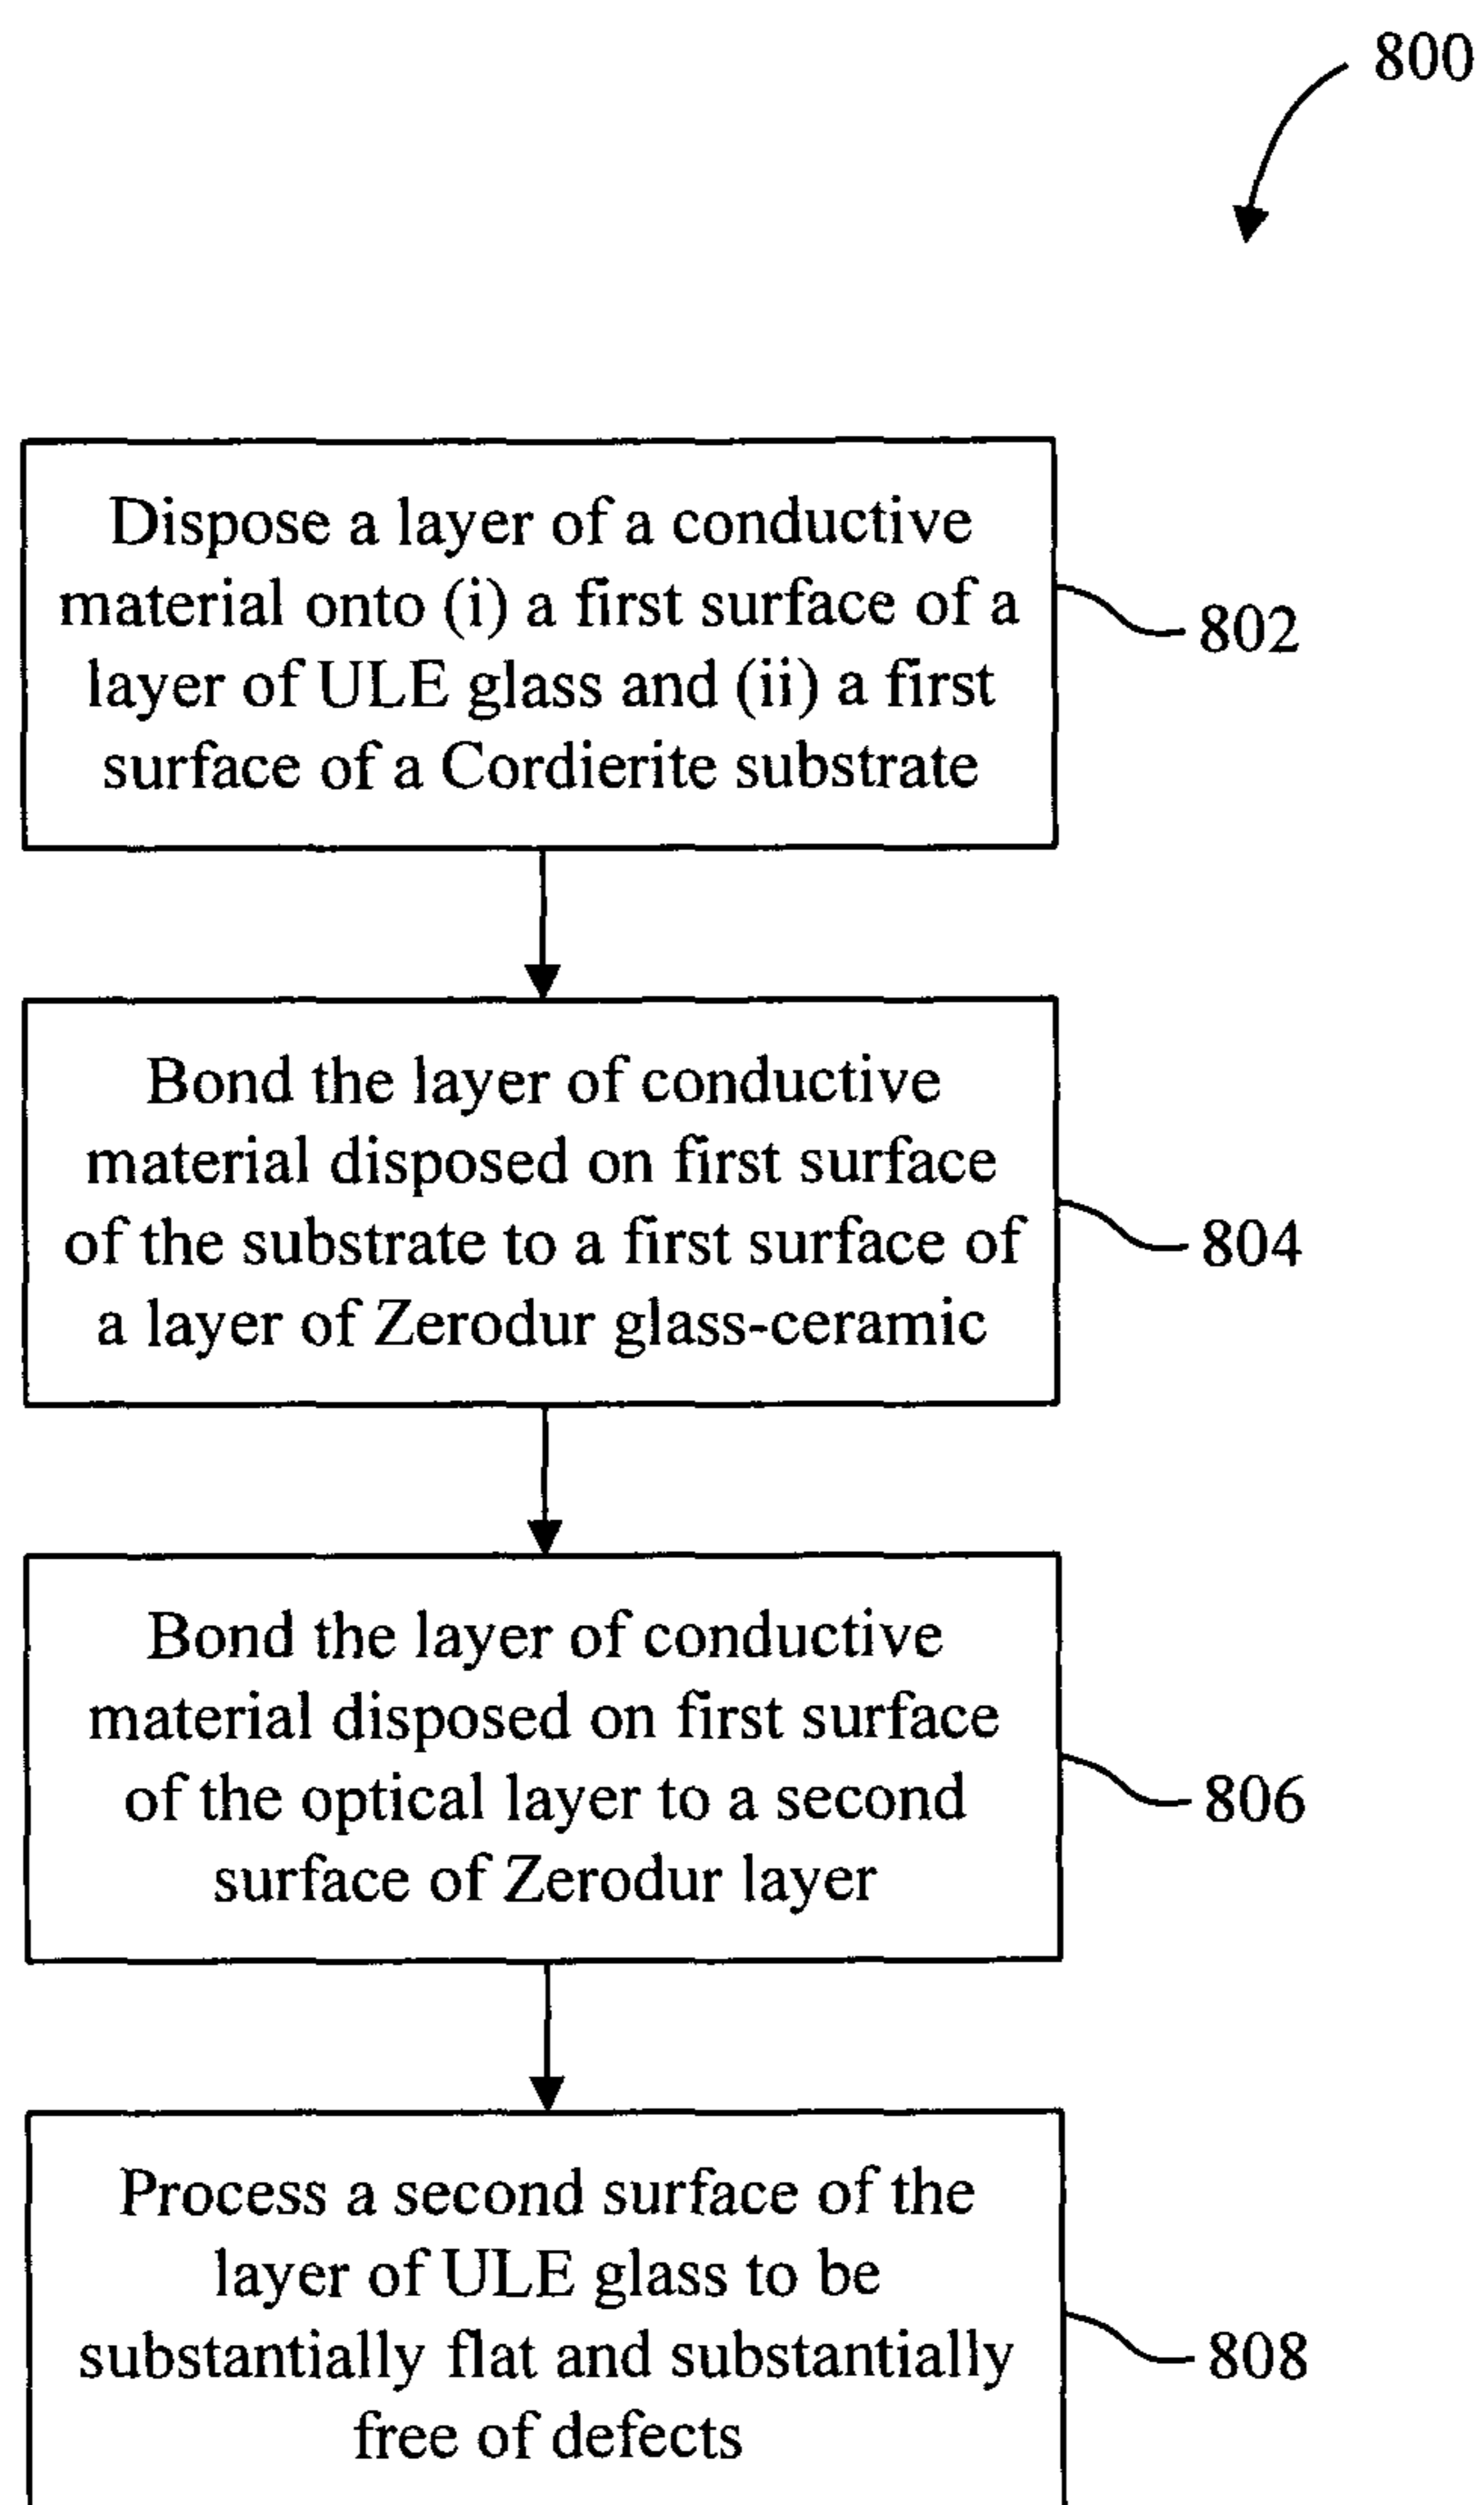 800
Dispose a layer of a conductive
material onto (i) a first surface of a
layer of ULE glass and (ii) a first
surface of a Cordierite substrate
802
Bond the layer of conductive
material disposed on first surface
of the substrate to a first surface of
a layer of Zerodur glass-ceramic
804
Bond the layer of conductive
material disposed on first surface
of the optical layer to a second
surface of Zerodur layer
806
Process a second surface of the
layer of ULE glass to be
substantially flat and substantially
free of defects
808